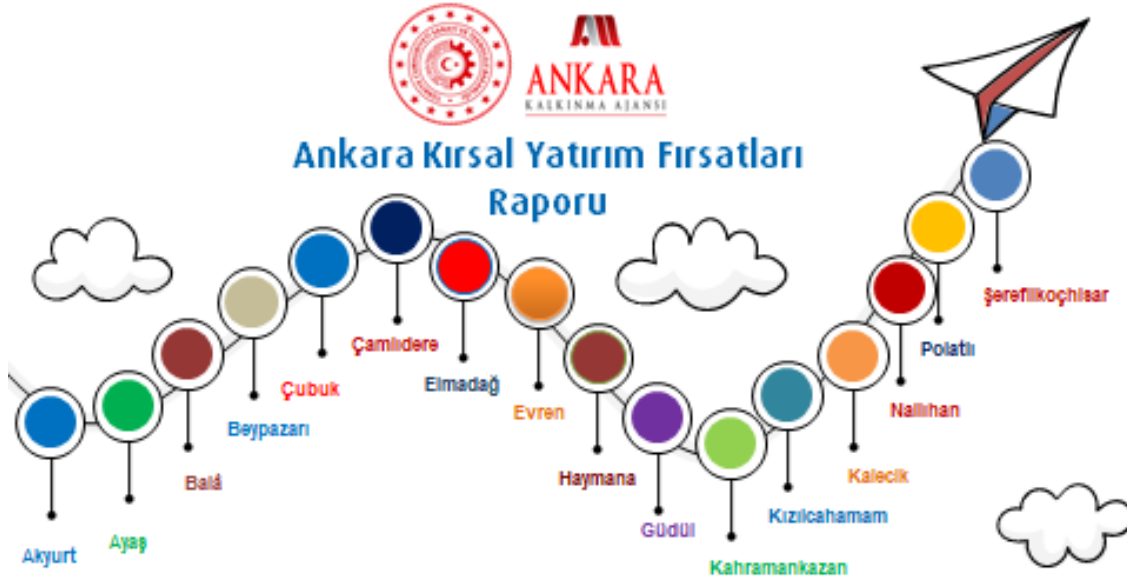 ANKARA
KALKINMA AJANSI
Ankara Kırsal Yatırım Fırsatları
Raporu
Akyurt
Ayaş
Balâ
Beypazarı
Çubuk
Çamlıdere
Elmadağ
Evren
Haymana
Güdül
Kahramankazan
Kızılcahamam
Kalecik
Nallıhan
Polatlı
Şereflikoçhisar